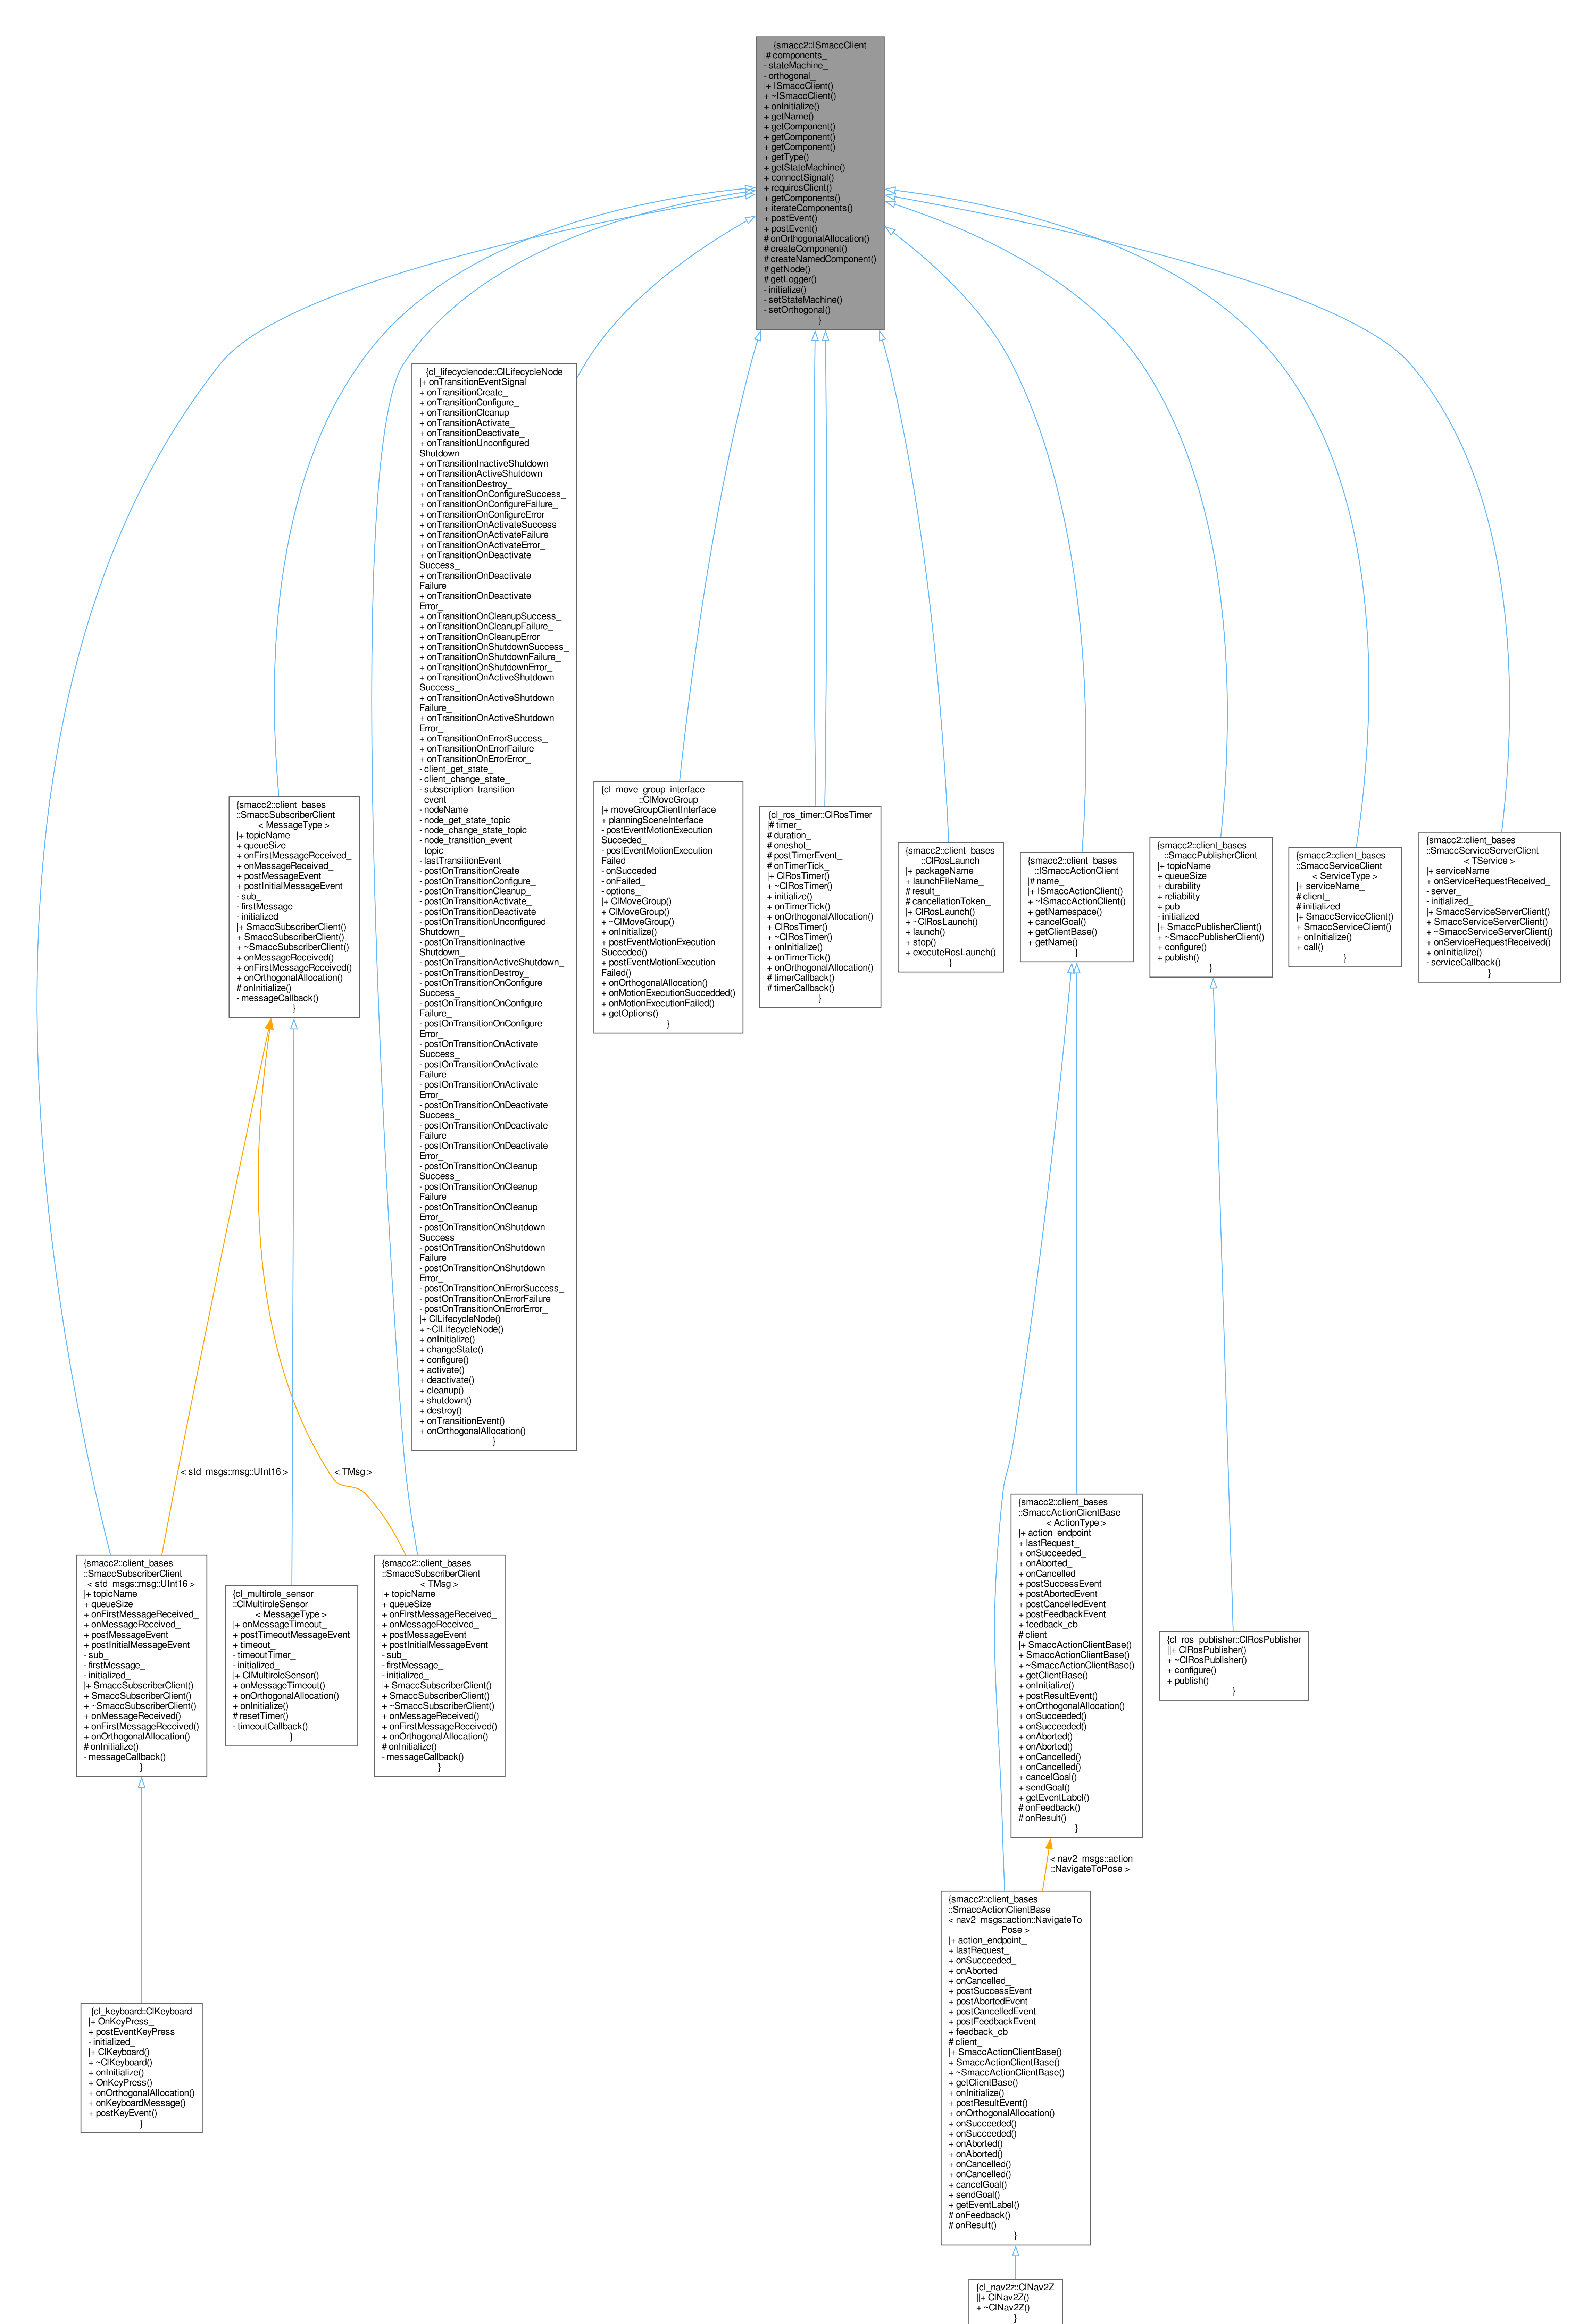 {smacc2::ISmaccClient
|# components_
- stateMachine_
- orthogonal_
|+ ISmaccClient()
+ ~ISmaccClient()
+ onInitialize()
+ getName()
+ getComponent()
+ getComponent()
+ getComponent()
+ getType()
+ getStateMachine()
+ connectSignal()
+ requiresClient()
+ getComponents()
+ iterateComponents()
+ postEvent()
+ postEvent()
# onOrthogonalAllocation()
# createComponent()
# createNamedComponent()
# getNode()
# getLogger()
- initialize()
- setStateMachine()
- setOrthogonal()
}
{cl_lifecyclenode::ClLifecycleNode
|+ onTransitionEventSignal
+ onTransitionCreate_
+ onTransitionConfigure_
+ onTransitionCleanup_
+ onTransitionActivate_
+ onTransitionDeactivate_
+ onTransitionUnconfigured
Shutdown_
+ onTransitionInactiveShutdown_
+ onTransitionActiveShutdown_
+ onTransitionDestroy_
+ onTransitionOnConfigureSuccess_
+ onTransitionOnConfigureFailure_
+ onTransitionOnConfigureError_
+ onTransitionOnActivateSuccess_
+ onTransitionOnActivateFailure_
+ onTransitionOnActivateError_
+ onTransitionOnDeactivate
Success_
+ onTransitionOnDeactivate
Failure_
+ onTransitionOnDeactivate
Error_
+ onTransitionOnCleanupSuccess_
+ onTransitionOnCleanupFailure_
+ onTransitionOnCleanupError_
+ onTransitionOnShutdownSuccess_
+ onTransitionOnShutdownFailure_
+ onTransitionOnShutdownError_
+ onTransitionOnActiveShutdown
Success_
+ onTransitionOnActiveShutdown
Failure_
+ onTransitionOnActiveShutdown
Error_
+ onTransitionOnErrorSuccess_
+ onTransitionOnErrorFailure_
+ onTransitionOnErrorError_
- client_get_state_
- client_change_state_
- subscription_transition
_event_
- nodeName_
- node_get_state_topic
- node_change_state_topic
- node_transition_event
_topic
- lastTransitionEvent_
- postOnTransitionCreate_
- postOnTransitionConfigure_
- postOnTransitionCleanup_
- postOnTransitionActivate_
- postOnTransitionDeactivate_
- postOnTransitionUnconfigured
Shutdown_
- postOnTransitionInactive
Shutdown_
- postOnTransitionActiveShutdown_
- postOnTransitionDestroy_
- postOnTransitionOnConfigure
Success_
- postOnTransitionOnConfigure
Failure_
- postOnTransitionOnConfigure
Error_
- postOnTransitionOnActivate
Success_
- postOnTransitionOnActivate
Failure_
- postOnTransitionOnActivate
Error_
- postOnTransitionOnDeactivate
Success_
- postOnTransitionOnDeactivate
Failure_
- postOnTransitionOnDeactivate
Error_
- postOnTransitionOnCleanup
Success_
- postOnTransitionOnCleanup
Failure_
- postOnTransitionOnCleanup
Error_
- postOnTransitionOnShutdown
Success_
- postOnTransitionOnShutdown
Failure_
- postOnTransitionOnShutdown
Error_
- postOnTransitionOnErrorSuccess_
- postOnTransitionOnErrorFailure_
- postOnTransitionOnErrorError_
|+ ClLifecycleNode()
+ ~ClLifecycleNode()
+ onInitialize()
+ changeState()
+ configure()
+ activate()
+ deactivate()
+ cleanup()
+ shutdown()
+ destroy()
+ onTransitionEvent()
+ onOrthogonalAllocation()
}
{smacc2::client_bases
::SmaccSubscriberClient
< MessageType >
|+ topicName
+ queueSize
+ onFirstMessageReceived_
+ onMessageReceived_
+ postMessageEvent
+ postInitialMessageEvent
- sub_
- firstMessage_
- initialized_
|+ SmaccSubscriberClient()
+ SmaccSubscriberClient()
+ ~SmaccSubscriberClient()
+ onMessageReceived()
+ onFirstMessageReceived()
+ onOrthogonalAllocation()
# onInitialize()
- messageCallback()
}
{cl_move_group_interface
::ClMoveGroup
|+ moveGroupClientInterface
+ planningSceneInterface
- postEventMotionExecution
Succeded_
- postEventMotionExecution
Failed_
- onSucceded_
- onFailed_
- options_
|+ ClMoveGroup()
+ ClMoveGroup()
+ ~ClMoveGroup()
+ onInitialize()
+ postEventMotionExecution
Succeded()
+ postEventMotionExecution
Failed()
+ onOrthogonalAllocation()
+ onMotionExecutionSuccedded()
+ onMotionExecutionFailed()
+ getOptions()
}
{cl_ros_timer::ClRosTimer
|# timer_
# duration_
# oneshot_
# postTimerEvent_
# onTimerTick_
|+ ClRosTimer()
+ ~ClRosTimer()
+ initialize()
+ onTimerTick()
+ onOrthogonalAllocation()
+ ClRosTimer()
+ ~ClRosTimer()
+ onInitialize()
+ onTimerTick()
+ onOrthogonalAllocation()
# timerCallback()
# timerCallback()
}
{smacc2::client_bases
::ClRosLaunch
|+ packageName_
+ launchFileName_
# result_
# cancellationToken_
|+ ClRosLaunch()
+ ~ClRosLaunch()
+ launch()
+ stop()
+ executeRosLaunch()
}
{smacc2::client_bases
::ISmaccActionClient
|# name_
|+ ISmaccActionClient()
+ ~ISmaccActionClient()
+ getNamespace()
+ cancelGoal()
+ getClientBase()
+ getName()
}
{smacc2::client_bases
::SmaccPublisherClient
|+ topicName
+ queueSize
+ durability
+ reliability
+ pub_
- initialized_
|+ SmaccPublisherClient()
+ ~SmaccPublisherClient()
+ configure()
+ publish()
}
{smacc2::client_bases
::SmaccServiceClient
< ServiceType >
|+ serviceName_
# client_
# initialized_
|+ SmaccServiceClient()
+ SmaccServiceClient()
+ onInitialize()
+ call()
}
{smacc2::client_bases
::SmaccServiceServerClient
< TService >
|+ serviceName_
+ onServiceRequestReceived_
- server_
- initialized_
|+ SmaccServiceServerClient()
+ SmaccServiceServerClient()
+ ~SmaccServiceServerClient()
+ onServiceRequestReceived()
+ onInitialize()
- serviceCallback()
}
< std_msgs::msg::UInt16 >
< TMsg >
{smacc2::client_bases
::SmaccSubscriberClient
< std_msgs::msg::UInt16 >
|+ topicName
+ queueSize
+ onFirstMessageReceived_
+ onMessageReceived_
+ postMessageEvent
+ postInitialMessageEvent
- sub_
- firstMessage_
- initialized_
|+ SmaccSubscriberClient()
+ SmaccSubscriberClient()
+ ~SmaccSubscriberClient()
+ onMessageReceived()
+ onFirstMessageReceived()
+ onOrthogonalAllocation()
# onInitialize()
- messageCallback()
}
{cl_multirole_sensor
::ClMultiroleSensor
< MessageType >
|+ onMessageTimeout_
+ postTimeoutMessageEvent
+ timeout_
- timeoutTimer_
- initialized_
|+ ClMultiroleSensor()
+ onMessageTimeout()
+ onOrthogonalAllocation()
+ onInitialize()
# resetTimer()
- timeoutCallback()
}
{smacc2::client_bases
::SmaccSubscriberClient
< TMsg >
|+ topicName
+ queueSize
+ onFirstMessageReceived_
+ onMessageReceived_
+ postMessageEvent
+ postInitialMessageEvent
- sub_
- firstMessage_
- initialized_
|+ SmaccSubscriberClient()
+ SmaccSubscriberClient()
+ ~SmaccSubscriberClient()
+ onMessageReceived()
+ onFirstMessageReceived()
+ onOrthogonalAllocation()
# onInitialize()
- messageCallback()
}
{smacc2::client_bases
::SmaccActionClientBase
< ActionType >
|+ action_endpoint_
+ lastRequest_
+ onSucceeded_
+ onAborted_
+ onCancelled_
+ postSuccessEvent
+ postAbortedEvent
+ postCancelledEvent
+ postFeedbackEvent
+ feedback_cb
# client_
|+ SmaccActionClientBase()
+ SmaccActionClientBase()
+ ~SmaccActionClientBase()
+ getClientBase()
+ onInitialize()
+ postResultEvent()
+ onOrthogonalAllocation()
+ onSucceeded()
+ onSucceeded()
+ onAborted()
+ onAborted()
+ onCancelled()
+ onCancelled()
+ cancelGoal()
+ sendGoal()
+ getEventLabel()
# onFeedback()
# onResult()
}
{cl_ros_publisher::ClRosPublisher
||+ ClRosPublisher()
+ ~ClRosPublisher()
+ configure()
+ publish()
}
< nav2_msgs::action
::NavigateToPose >
{smacc2::client_bases
::SmaccActionClientBase
< nav2_msgs::action::NavigateTo
Pose >
|+ action_endpoint_
+ lastRequest_
+ onSucceeded_
+ onAborted_
+ onCancelled_
+ postSuccessEvent
+ postAbortedEvent
+ postCancelledEvent
+ postFeedbackEvent
+ feedback_cb
# client_
|+ SmaccActionClientBase()
+ SmaccActionClientBase()
+ ~SmaccActionClientBase()
+ getClientBase()
+ onInitialize()
+ postResultEvent()
+ onOrthogonalAllocation()
+ onSucceeded()
+ onSucceeded()
+ onAborted()
+ onAborted()
+ onCancelled()
+ onCancelled()
+ cancelGoal()
+ sendGoal()
+ getEventLabel()
# onFeedback()
# onResult()
}
{cl_keyboard::ClKeyboard
|+ OnKeyPress_
+ postEventKeyPress
- initialized_
|+ ClKeyboard()
+ ~ClKeyboard()
+ onInitialize()
+ OnKeyPress()
+ onOrthogonalAllocation()
+ onKeyboardMessage()
+ postKeyEvent()
}
{cl_nav2z::ClNav2Z
||+ ClNav2Z()
+ ~ClNav2Z()
}